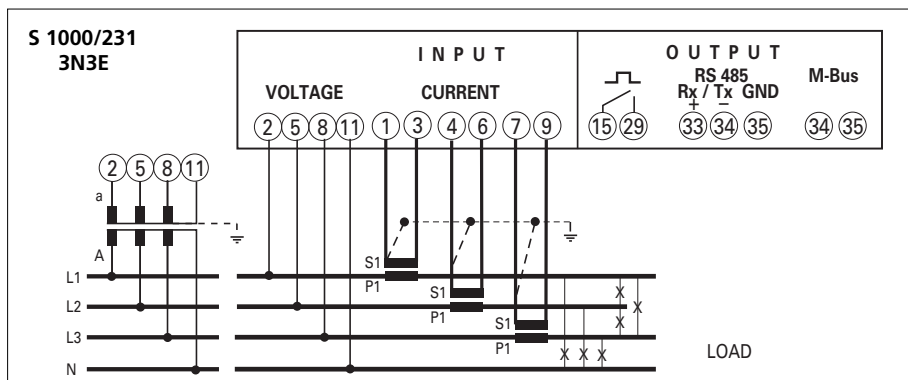 S 1000/231
3N3E
INPUT
OUTPUT
RS 485
Rx / Tx GND
+ −
M-Bus
VOLTAGE
CURRENT
2 5 8 11 1 3 4 6 7 9 15 29 33 34 35 34 35
2 5 8 11
a
A
S1
P1
S1
P1
S1
P1
L1
L2
L3
N
X
X
X X X
LOAD